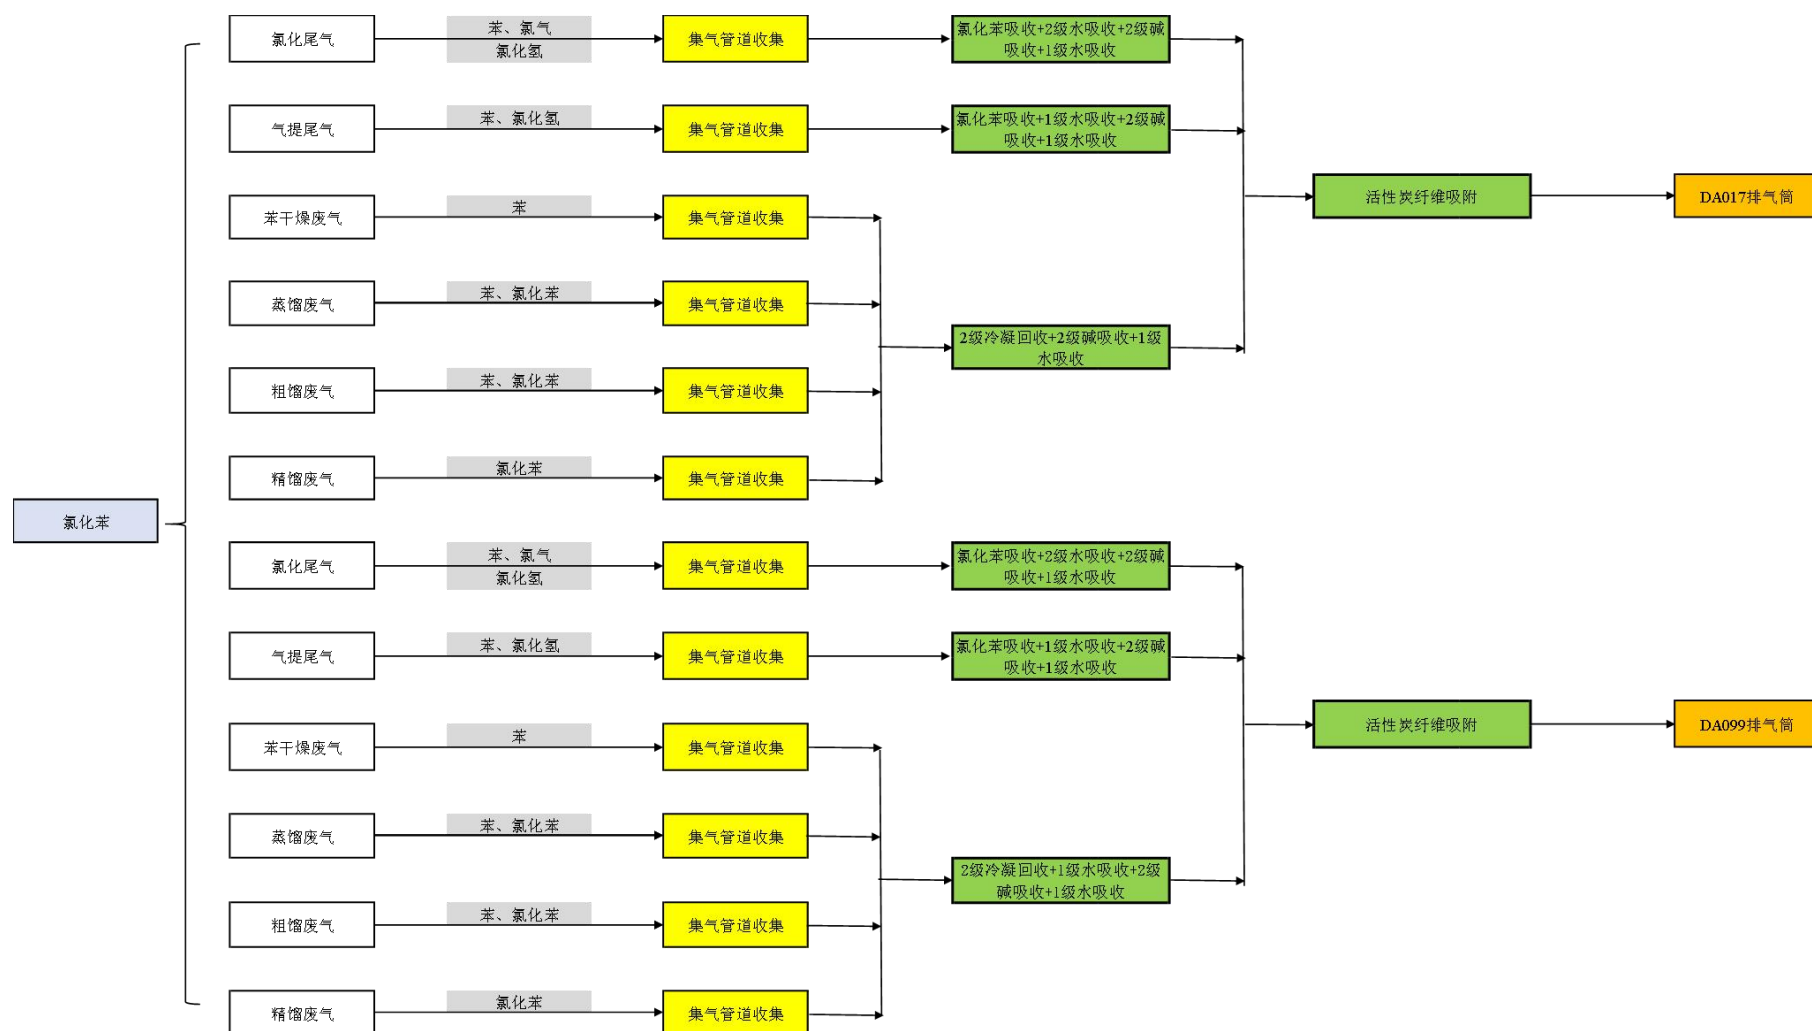 氯化苯
氯化尾气
苯、氯气
氯化氢
集气管道收集
氯化苯吸收+2级水吸收+2级碱
吸收+1级水吸收
气提尾气
苯、氯化氢
集气管道收集
氯化苯吸收+1级水吸收+2级碱
吸收+1级水吸收
苯干燥废气
苯
集气管道收集
蒸馏废气
苯、氯化苯
集气管道收集
粗馏废气
苯、氯化苯
集气管道收集
精馏废气
氯化苯
集气管道收集
2级冷凝回收+2级碱吸收+1级
水吸收
活性炭纤维吸附
DA017排气筒
氯化尾气
苯、氯气
氯化氢
集气管道收集
氯化苯吸收+2级水吸收+2级碱
吸收+1级水吸收
气提尾气
苯、氯化氢
集气管道收集
氯化苯吸收+1级水吸收+2级碱
吸收+1级水吸收
苯干燥废气
苯
集气管道收集
蒸馏废气
苯、氯化苯
集气管道收集
粗馏废气
苯、氯化苯
集气管道收集
精馏废气
氯化苯
集气管道收集
2级冷凝回收+1级水吸收+2级
碱吸收+1级水吸收
活性炭纤维吸附
DA099排气筒